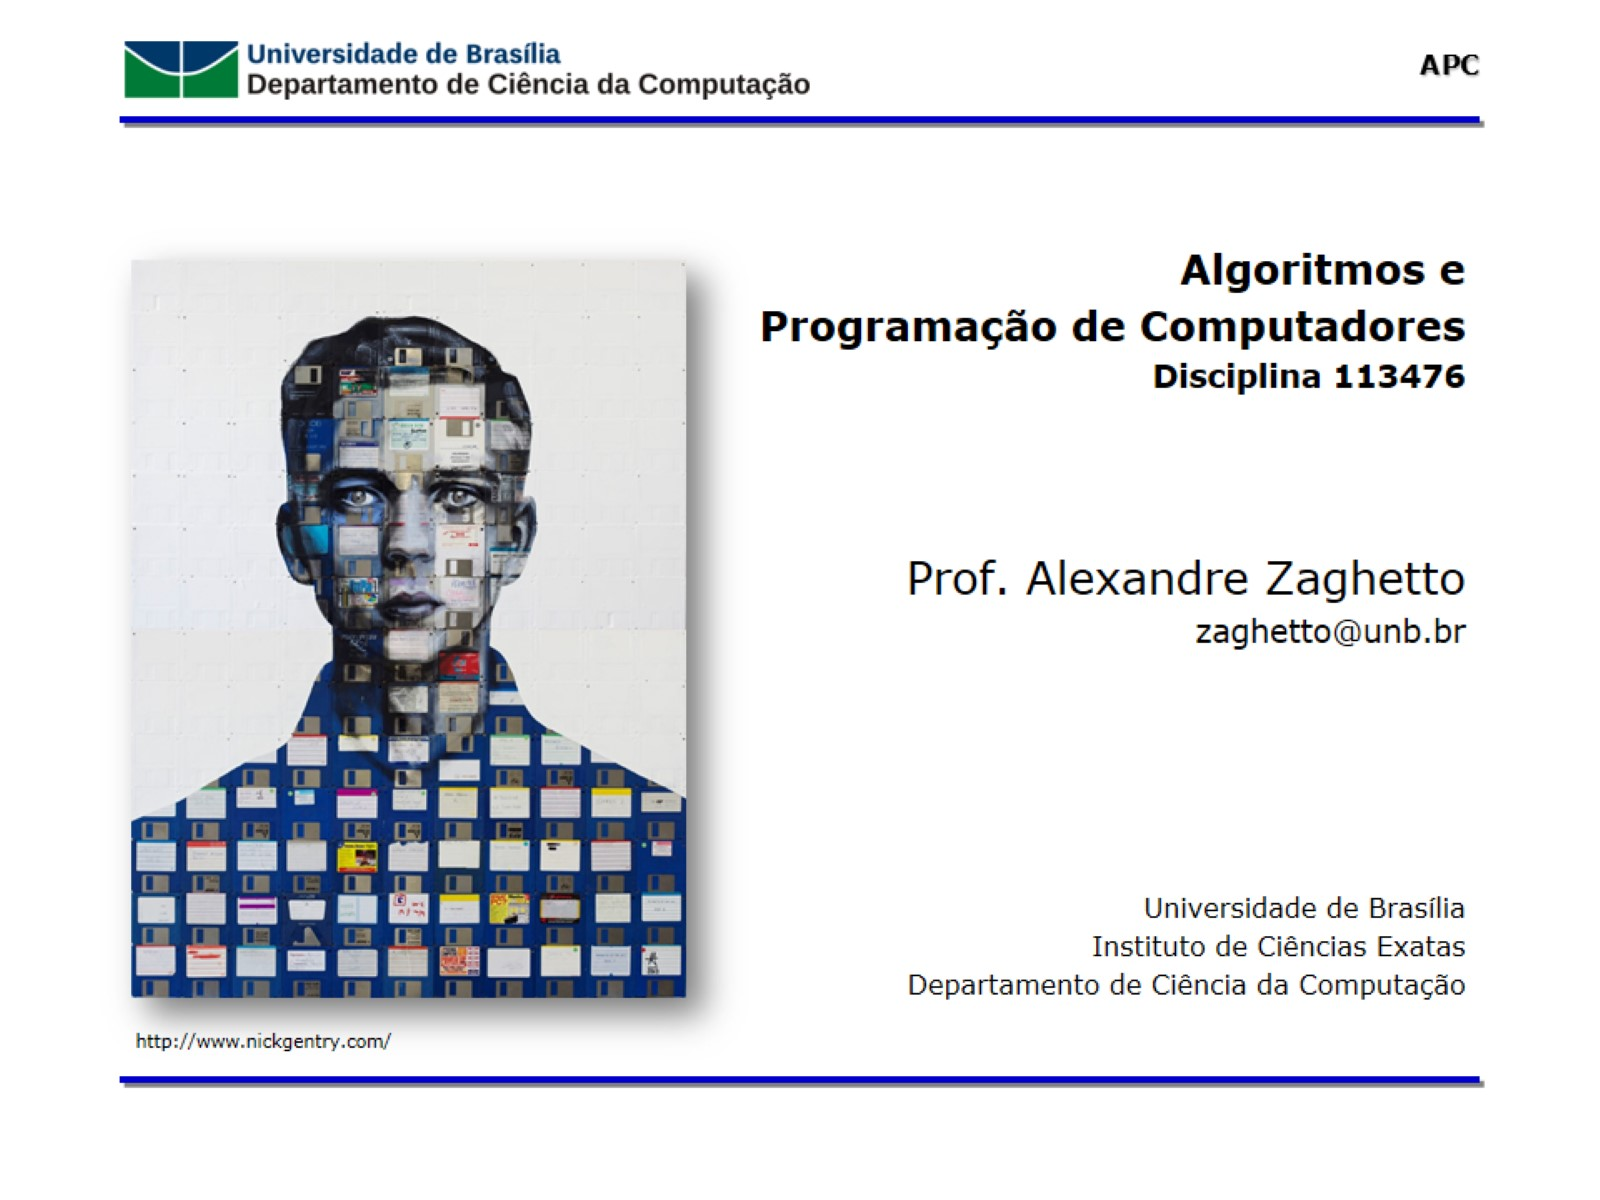 Universidade de Brasília
Departamento de Ciência da Computação
APC
Algoritmos e
Programação de Computadores
Disciplina 113476
Prof. Alexandre Zaghetto
zaghetto@unb.br
Universidade de Brasília
Instituto de Ciências Exatas
Departamento de Ciência da Computação
http://www.nickgentry.com/